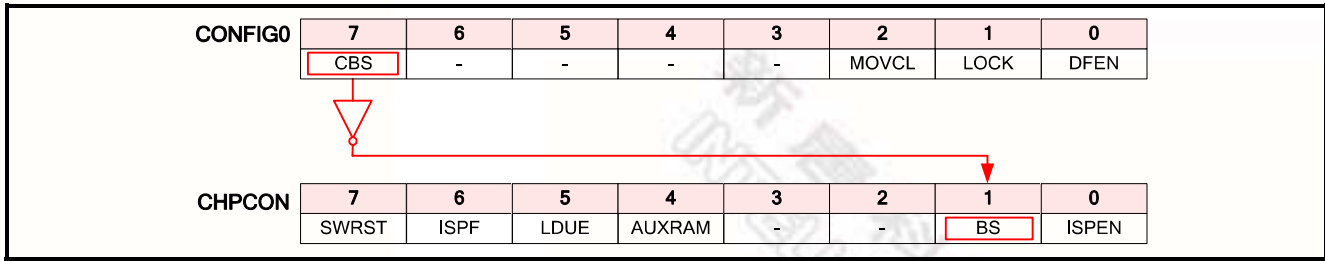 CONFIG0 7 6 5 4 3 2 1 0
CBS - - - - MOVCL LOCK DFEN
CHPCON 7 6 5 4 3 2 1 0
SWRST ISPF LDUE AUXRAM - - BS ISPEN